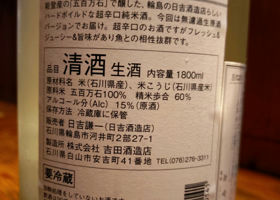 能登産の『五百万石』で醸した、輪島の日吉酒造店らしい
ハードボイルドな超辛口純米酒。今回は無濾過生原酒
バージョンでお届け。超辛口のお酒ですがフレッシュ&
ジューシー&旨味があり魚との相性抜群です。
品目 清酒 生酒 内容量 1800ml
原材料名 米(石川県産)、米こうじ(石川県産米)
原料米 五百万石100% 精米歩合 60%
アルコール分(Alc) 15%(原酒)
保存方法 冷蔵庫に保管
販売者 日吉謙一(日吉酒造店)
石川県輪島市河井町2部27-1
製造所 株式会社 吉田酒造店
石川県白山市安吉町41番地 TEL(076)276-3311
要冷蔵